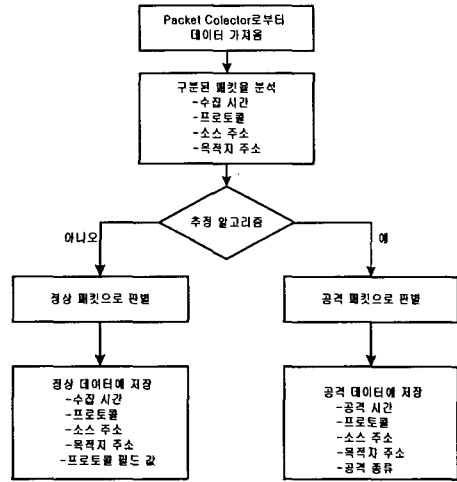 Packet Colector로부터
데이터 가져옴
구분된 패킷을 분석
-수집 시간
-프로토콜
-소스 주소
-목적지 주소
추정 알고리즘
아니오
예
정상 패킷으로 판별
공격 패킷으로 판별
정상 데이터에 저장
-수집 시간
-프로토콜
-소스 주소
-목적지 주소
-프로토콜 필드 값
공격 데이터에 저장
-공격 시간
-프로토콜
-소스 주소
-목적지 주소
-공격 종류